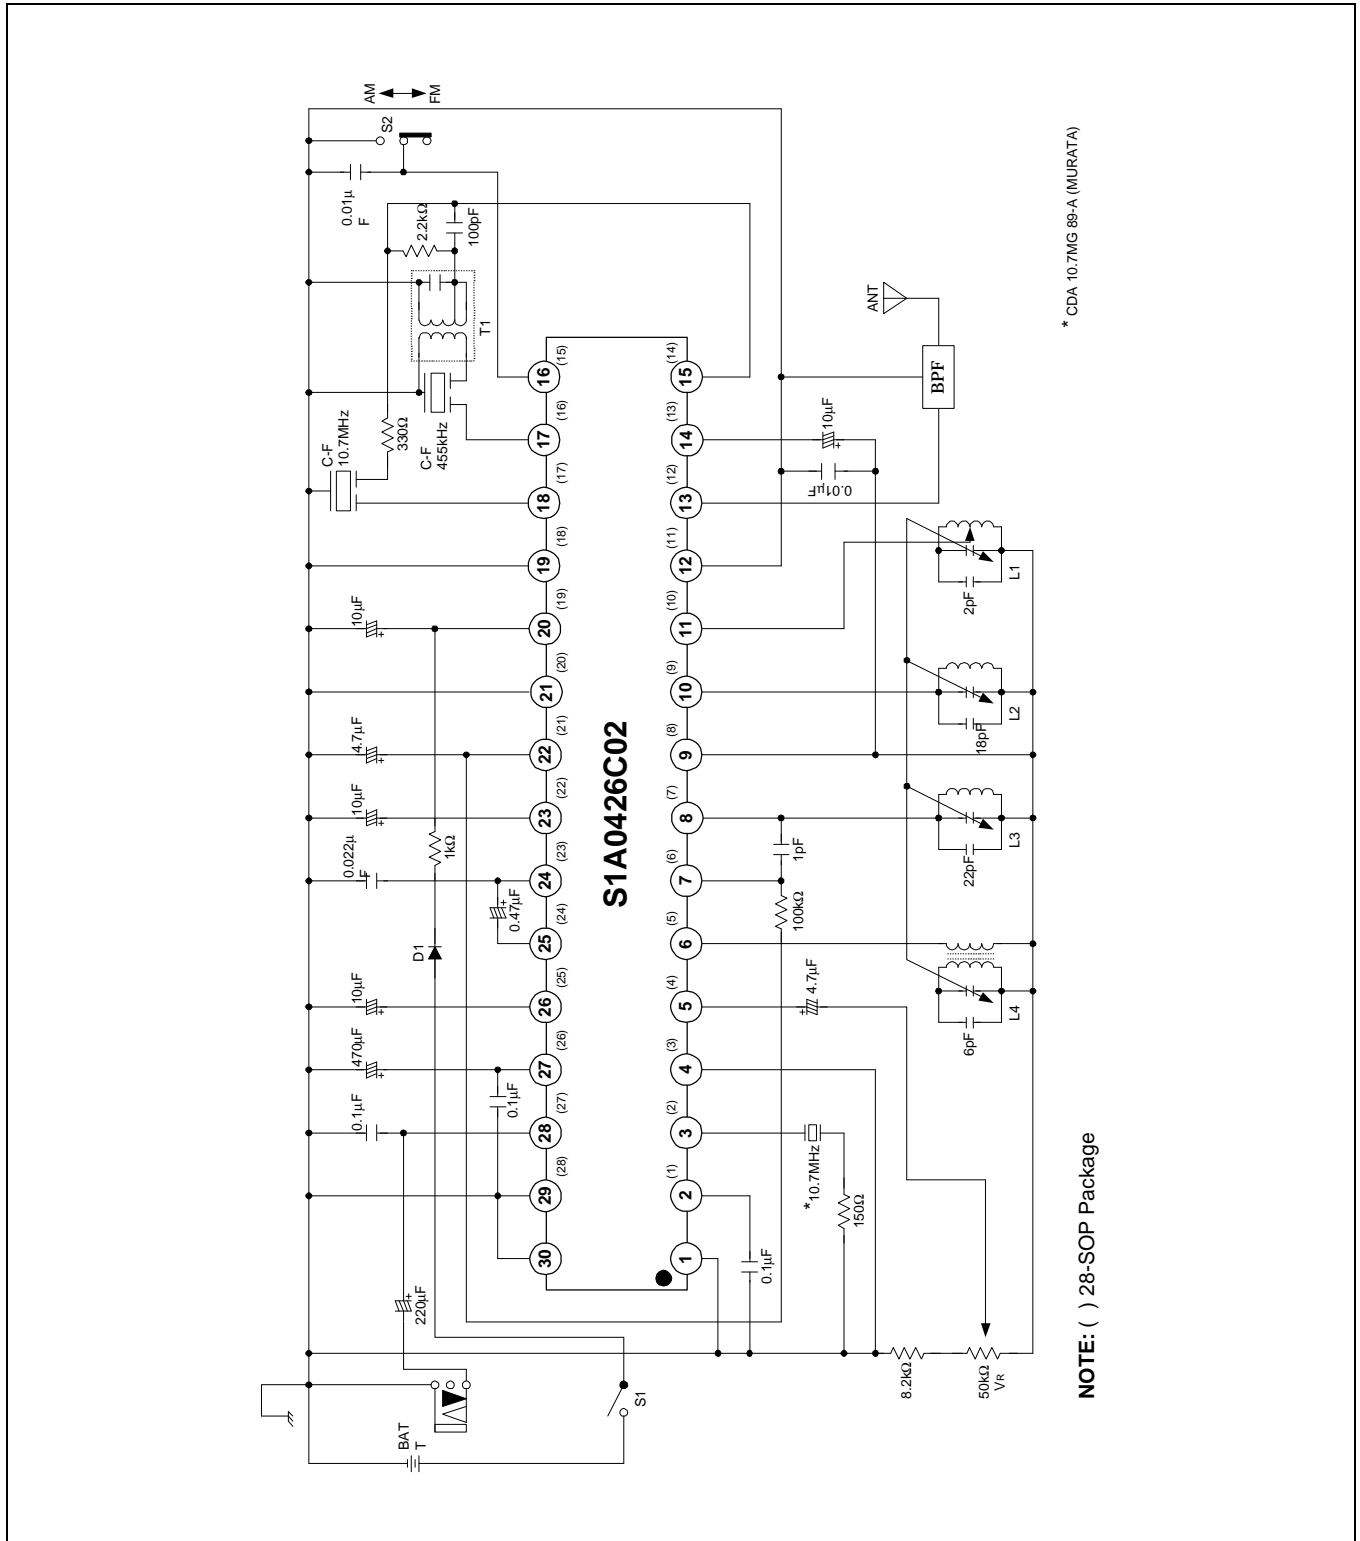 AM
FM
S2
0.01µ
F
2.2kΩ
100pF
T1
C-F
10.7MHz
330Ω
C-F
455kHz
10µF
4.7µF
10µF
0.022µ
F
1kΩ
0.47µF
D1
10µF
470µF
0.1µF
0.1µF
220µF
BAT
T
S1
30
29
28
27
26
25
24
23
22
21
20
19
18
17
16
(28)
(27)
(26)
(25)
(24)
(23)
(22)
(21)
(20)
(19)
(18)
(17)
(16)
(15)
S1A0426C02
1
2
3
4
5
6
7
8
9
10
11
12
13
14
15
(1)
(2)
(3)
(4)
(5)
(6)
(7)
(8)
(9)
(10)
(11)
(12)
(13)
(14)
0.1µF
*10.7MHz
150Ω
4.7µF
100kΩ
1pF
0.01µF
10µF
ANT
BPF
8.2kΩ
50kΩ
VR
6pF
L4
22pF
L3
18pF
L2
2pF
L1
* CDA 10.7MG 89-A (MURATA)
NOTE: ( ) 28-SOP Package